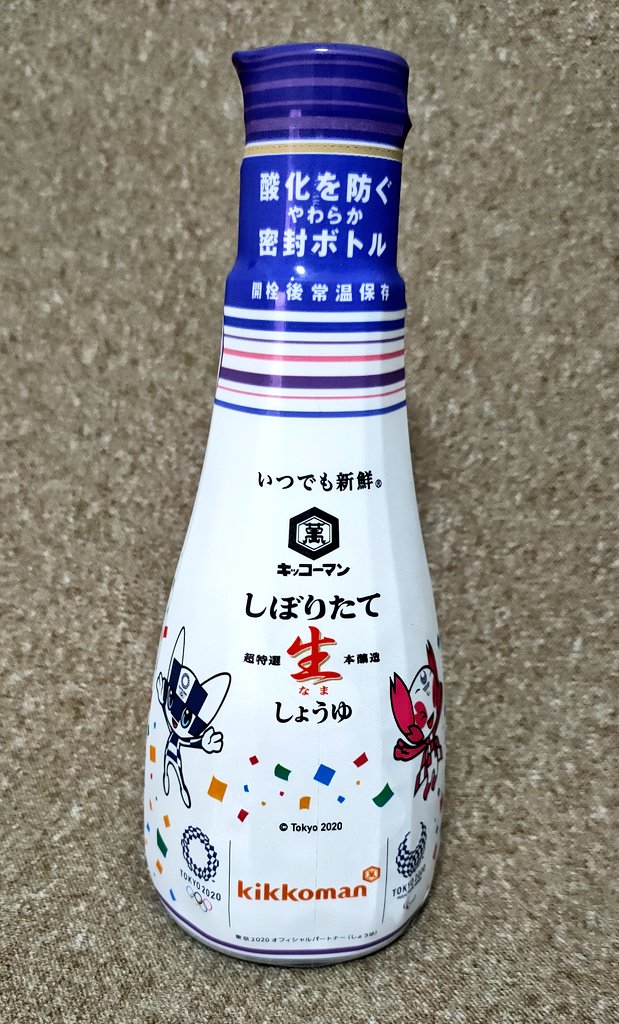 酸化を防ぐ
やわらか
密封ボトル
開栓後常温保存
いつでも新鮮®
萬
キッコーマン
しぼりたて
超特選 生 本醸造
なま
しょうゆ
© Tokyo 2020
TOKYO 2020
kikkoman 萬
TOKYO 2020
東京2020オフィシャルパートナー(しょうゆ)